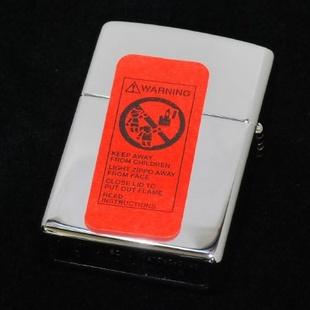 WARNING
KEEP AWAY
FROM CHILDREN
LIGHT ZIPPO AWAY
FROM FACE
CLOSE LID TO
PUT OUT FLAME
READ
INSTRUCTIONS